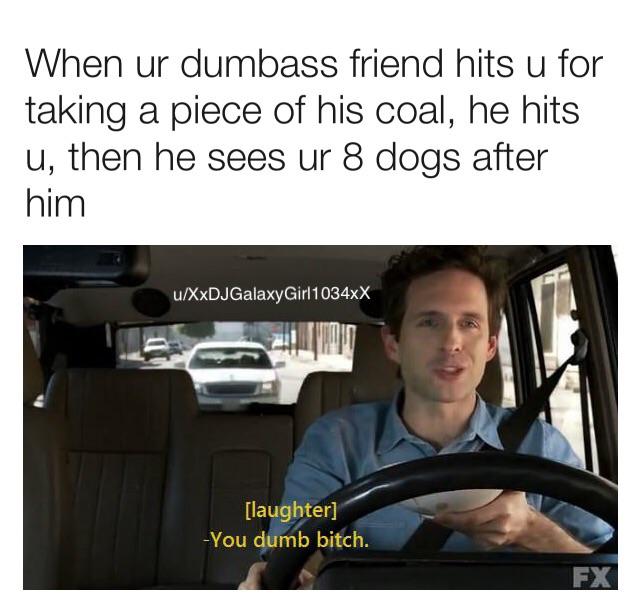 When ur dumbass friend hits u for
taking a piece of his coal, he hits
u, then he sees ur 8 dogs after
him
u/XxDJGalaxyGirl1034xX
[laughter]
-You dumb bitch.
FX